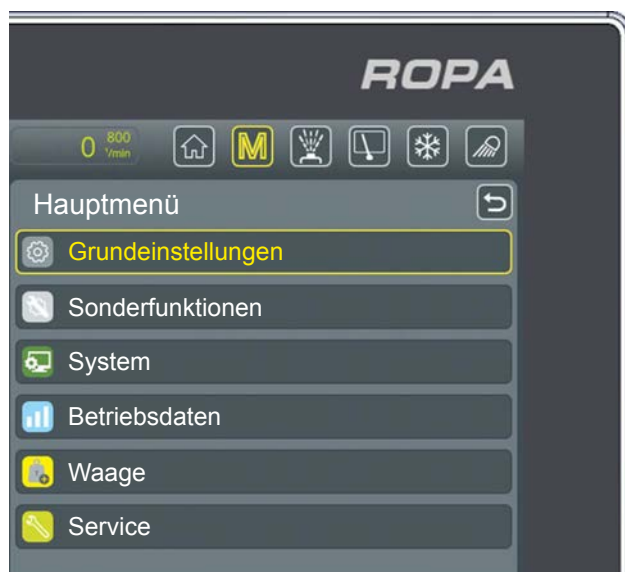 ROPA
0 800 1/min
M
Hauptmenü
Grundeinstellungen
Sonderfunktionen
System
Betriebsdaten
Waage
Service